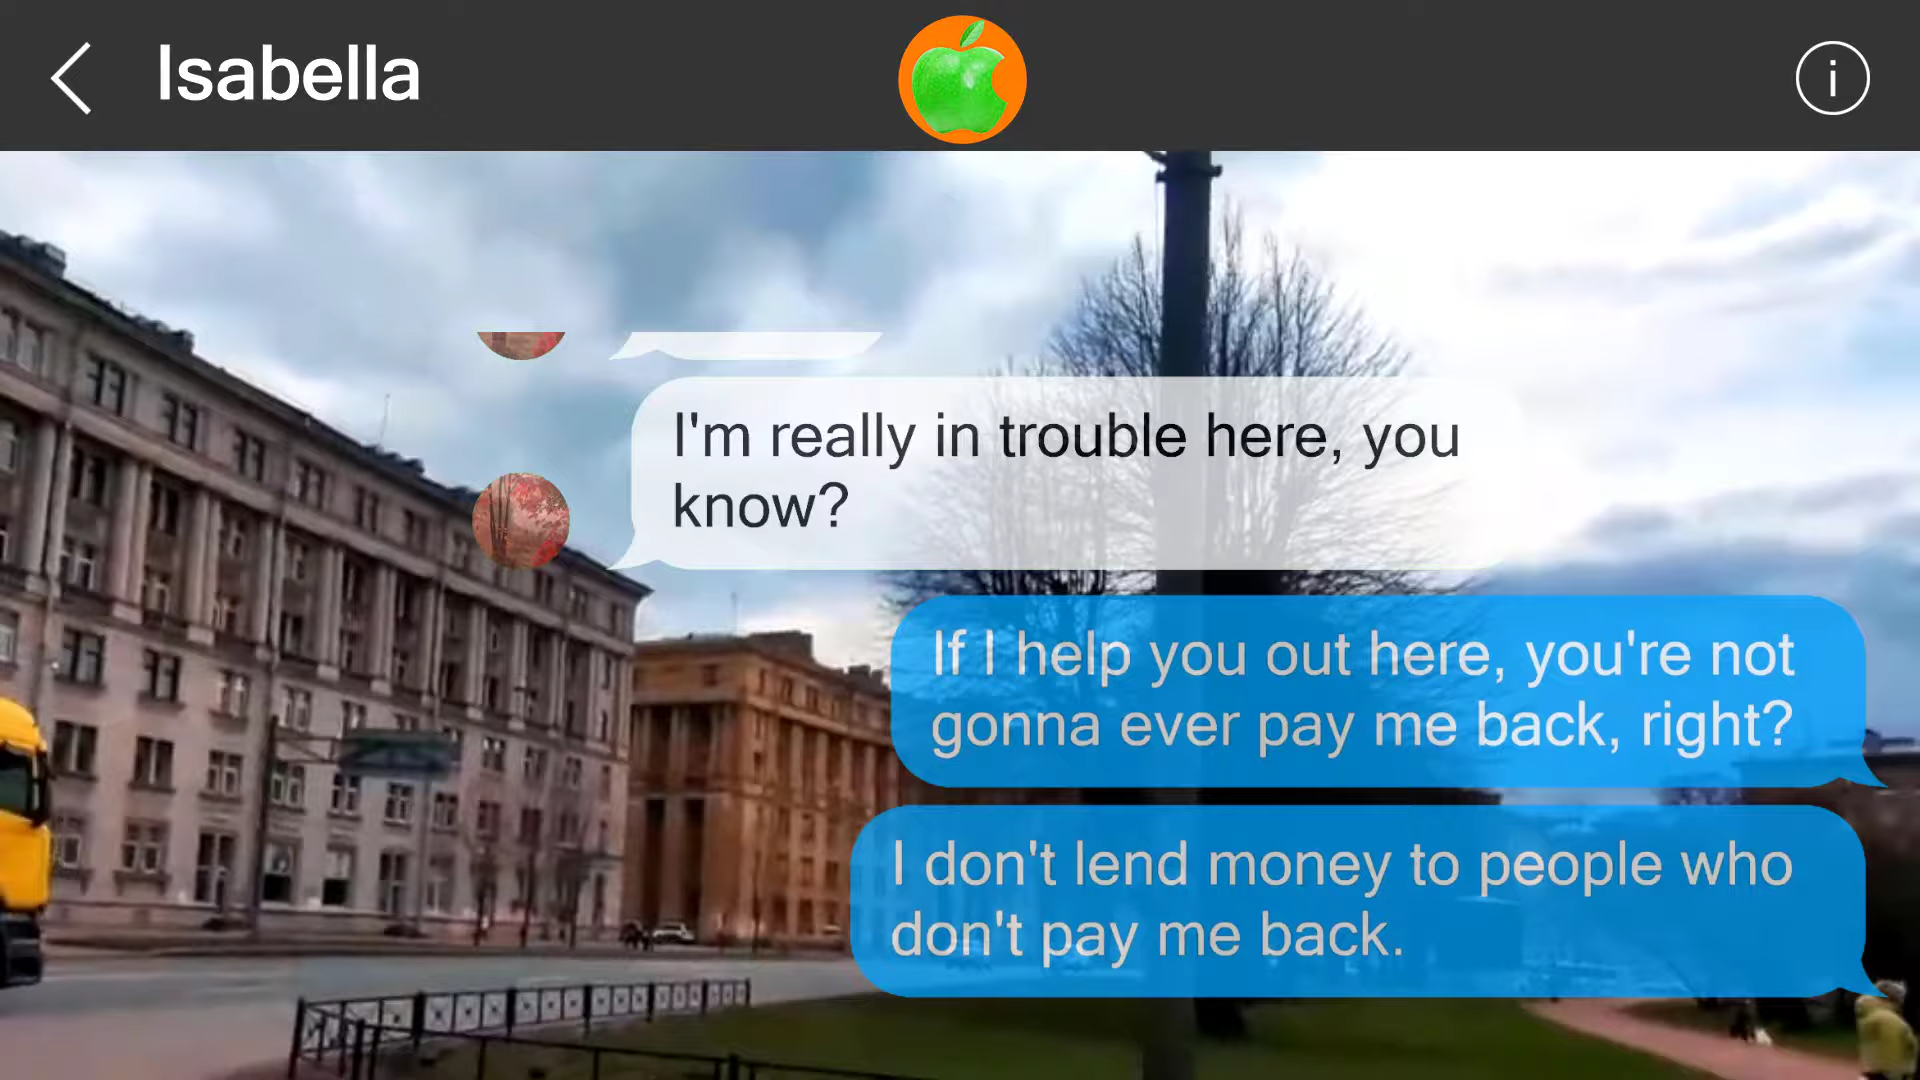 Isabella
I'm really in trouble here, you
know?
If I help you out here, you're not
gonna ever pay me back, right?
I don't lend money to people who
don't pay me back.